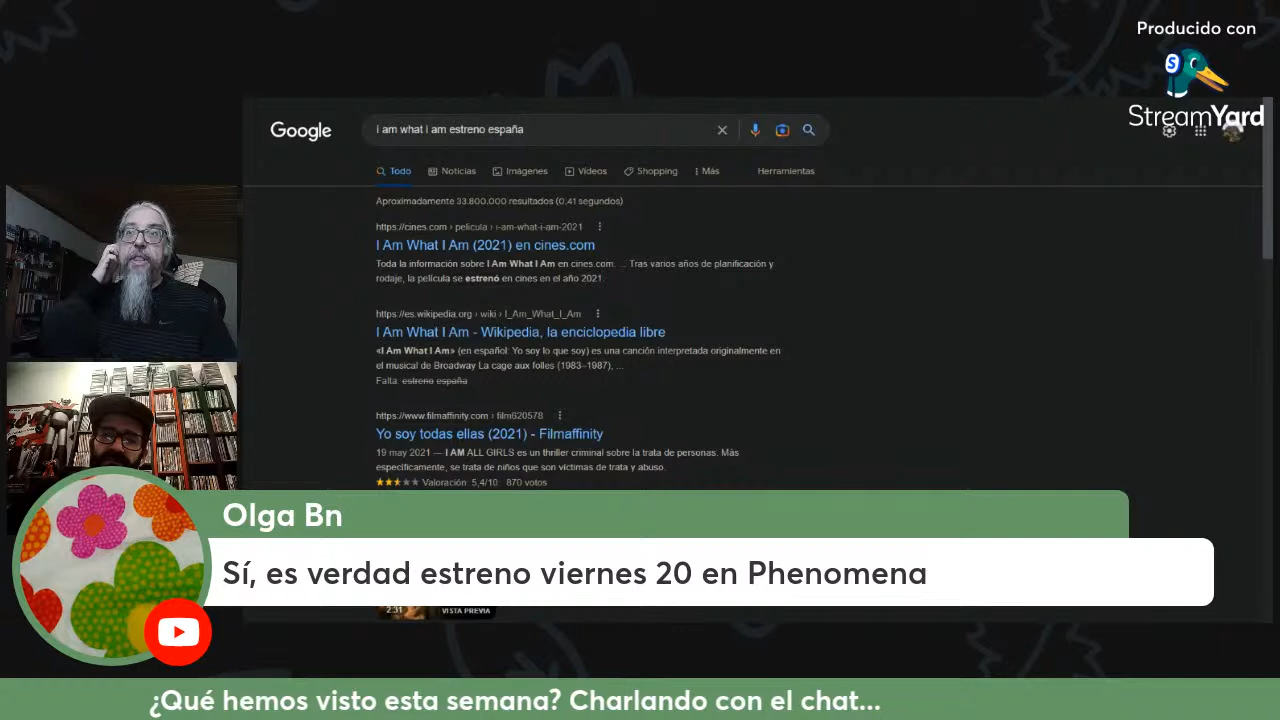 Producido con
StreamYard
Google
i am what i am estreno españa
Todo
Noticias
Imágenes
Vídeos
Shopping
Más
Herramientas
Aproximadamente 33.800.000 resultados (0,41 segundos)
https://cines.com › pelicula › i-am-what-i-am-2021
I Am What I Am (2021) en cines.com
Toda la información sobre I Am What I Am en cines.com. ... Tras varios años de planificación y
rodaje, la película se estrenó en cines en el año 2021.
https://es.wikipedia.org › wiki › I_Am_What_I_Am
I Am What I Am - Wikipedia, la enciclopedia libre
«I Am What I Am» (en español: Yo soy lo que soy) es una canción interpretada originalmente en
el musical de Broadway La cage aux folles (1983–1987), ...
Falta: estreno españa
https://www.filmaffinity.com › film620578
Yo soy todas ellas (2021) - Filmaffinity
19 may 2021 — I AM ALL GIRLS es un thriller criminal sobre la trata de personas. Más
específicamente, se trata de niños que son víctimas de trata y abuso.
Valoración: 5,4/10 · 870 votos
Olga Bn
Sí, es verdad estreno viernes 20 en Phenomena
2:31
VISTA PREVIA
¿Qué hemos visto esta semana? Charlando con el chat...